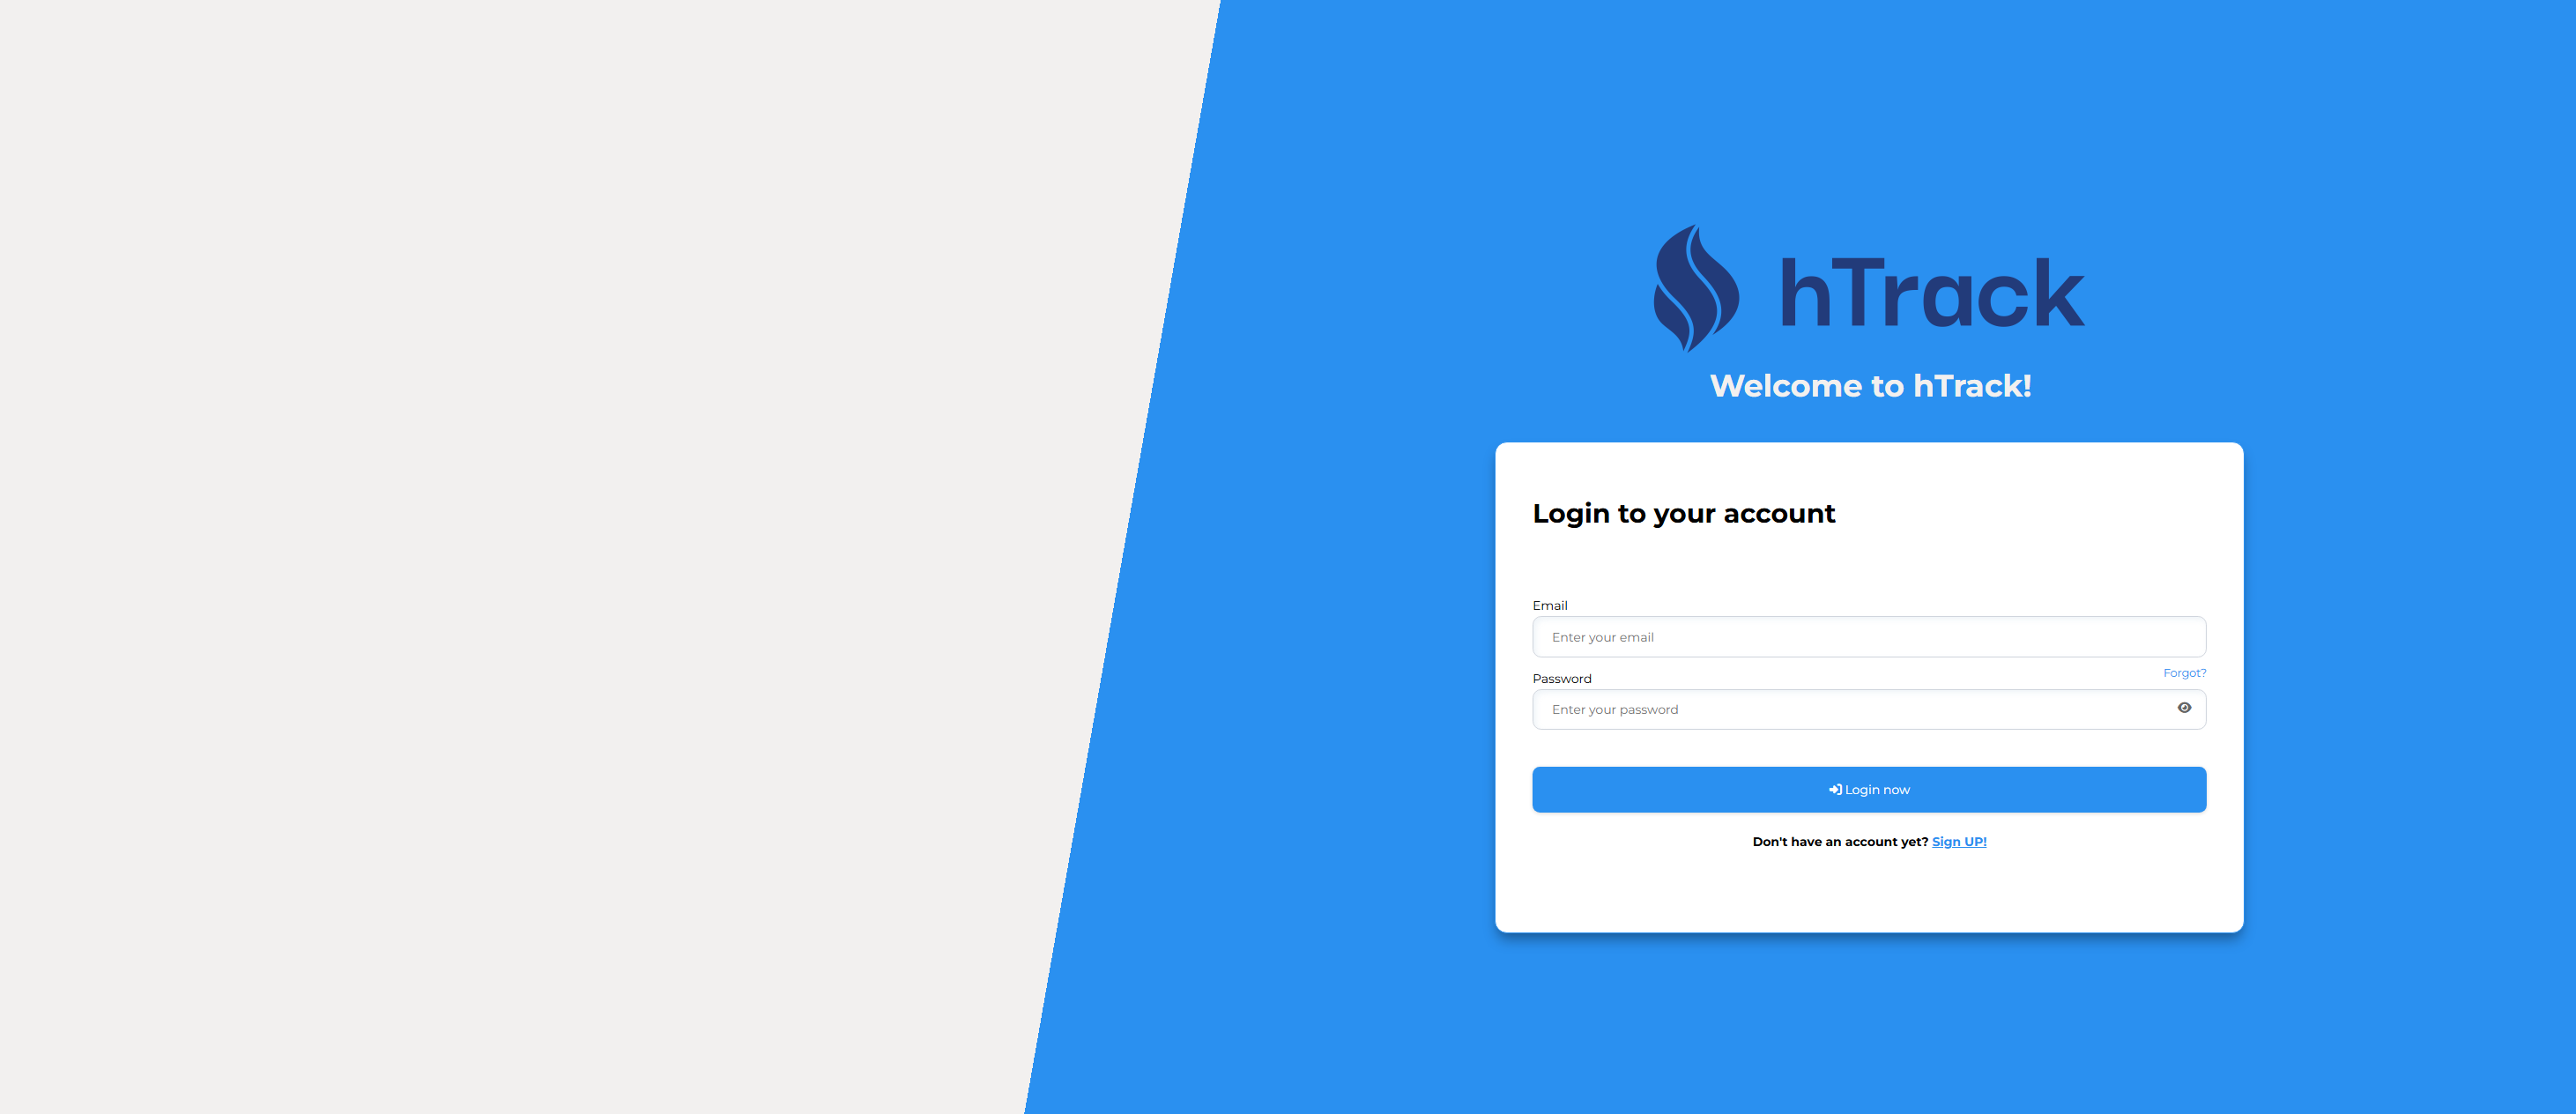 hTrack
Welcome to hTrack!
Login to your account
Email
Enter your email
Forgot?
Password
Enter your password
Login now
Don't have an account yet? Sign UP!